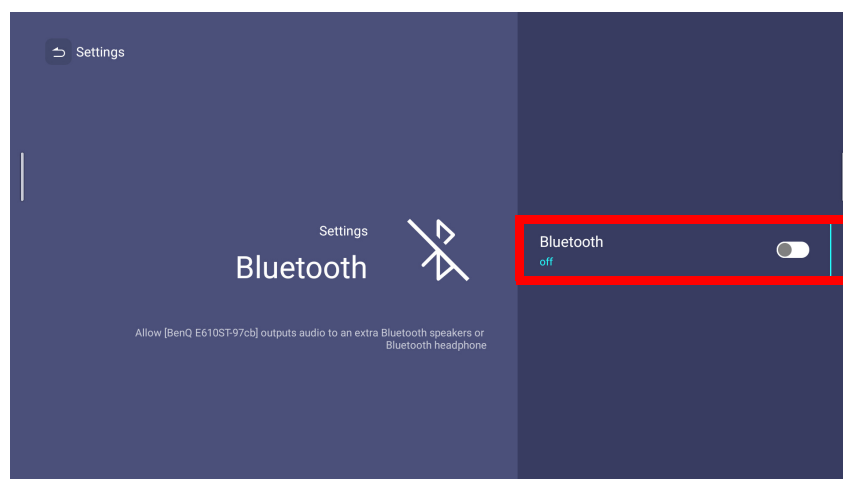 Settings
Settings
Bluetooth
Allow [BenQ E610ST-97cb] outputs audio to an extra Bluetooth speakers or
Bluetooth headphone
Bluetooth
off